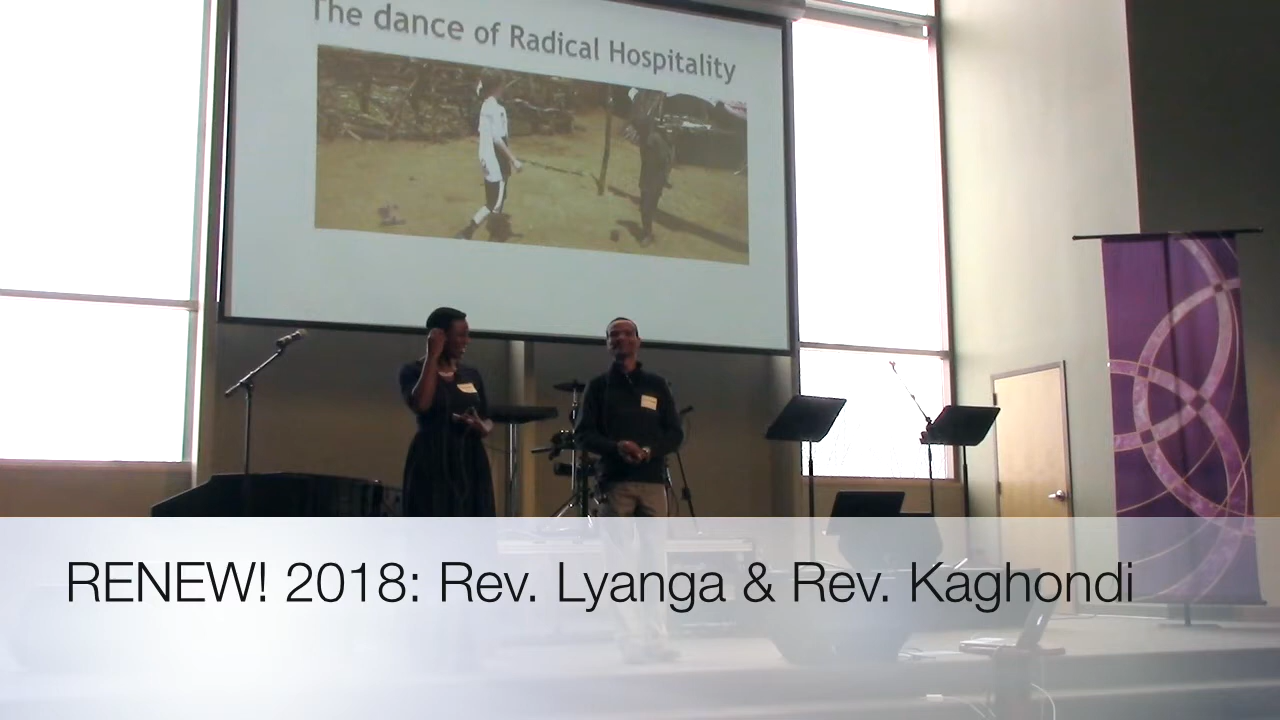 The dance of Radical Hospitality
RENEW! 2018: Rev. Lyanga & Rev. Kaghondi